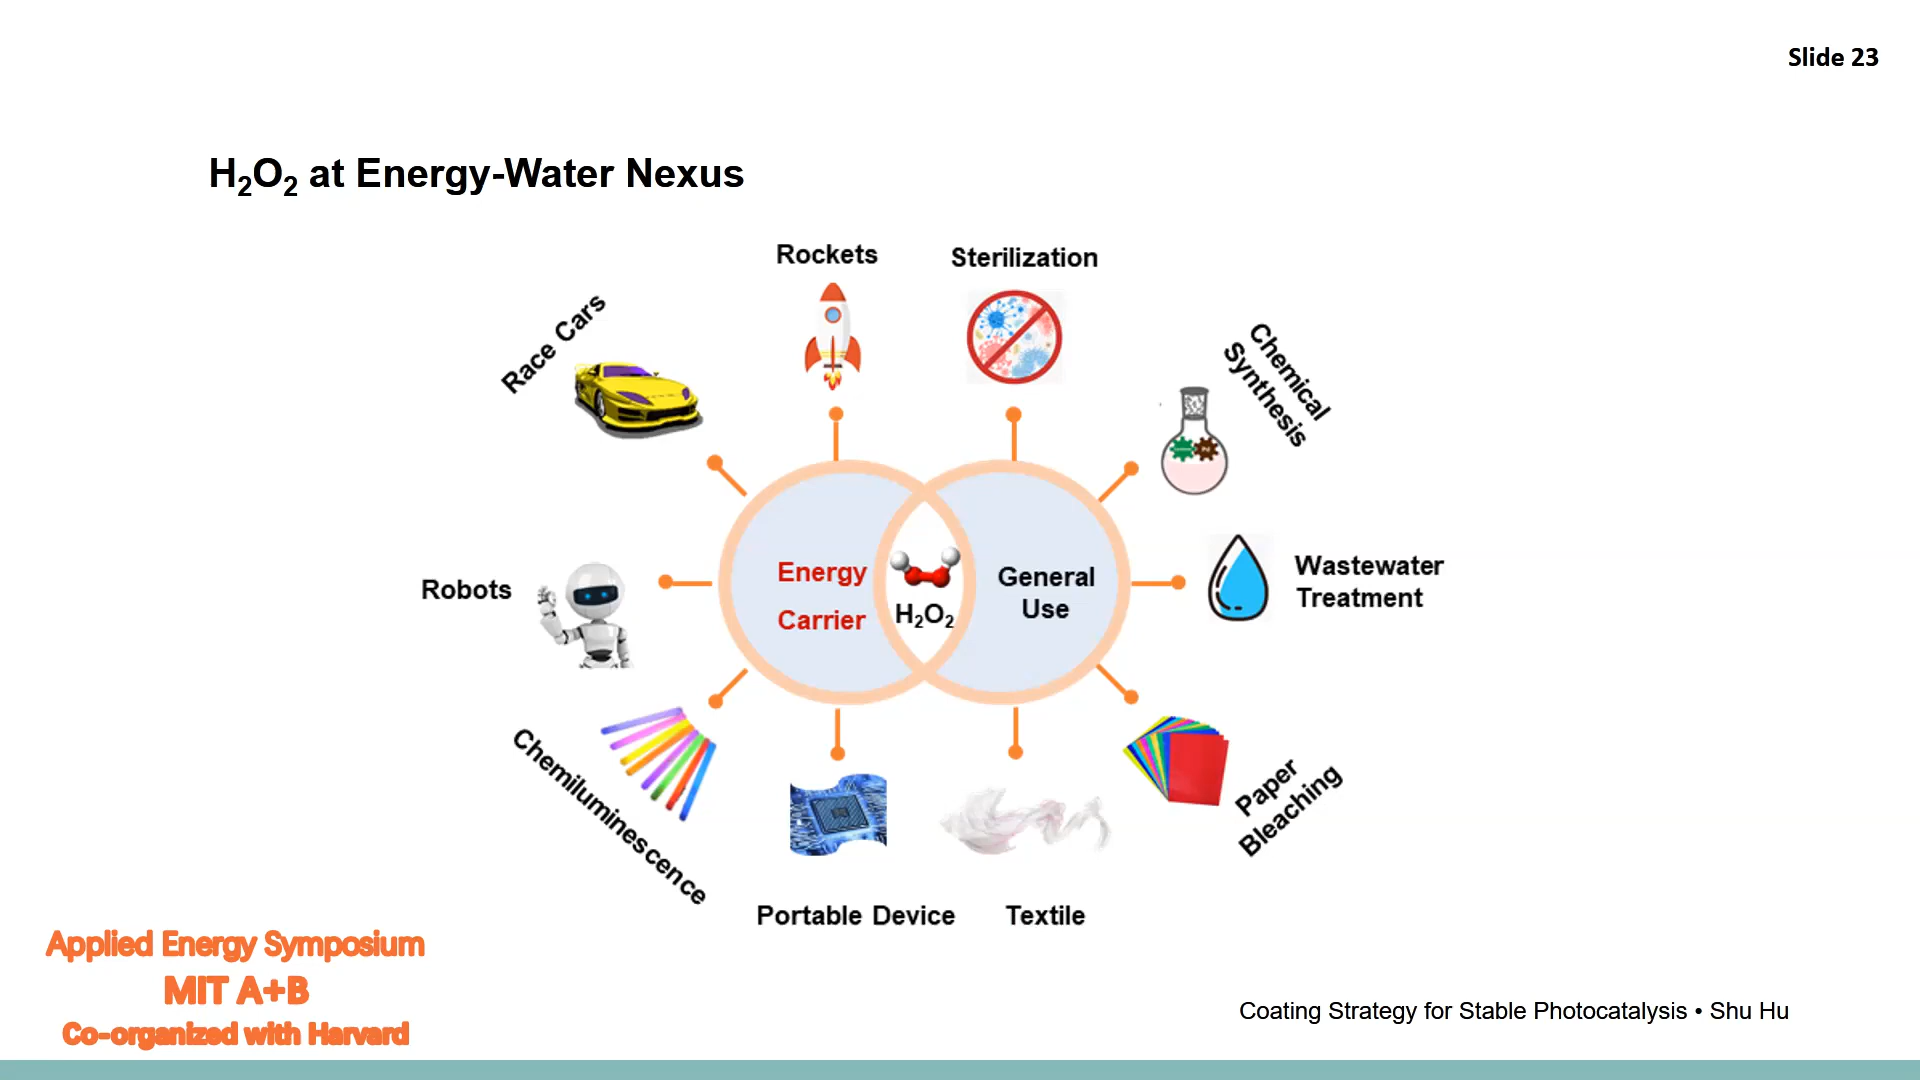 Slide 23
H₂O₂ at Energy-Water Nexus
Rockets
Sterilization
Race Cars
Chemical
Synthesis
Robots
Energy
Carrier
H₂O₂
General
Use
Wastewater
Treatment
Chemiluminescence
Paper
Bleaching
Portable Device
Textile
Applied Energy Symposium
MIT A+B
Co-organized with Harvard
Coating Strategy for Stable Photocatalysis • Shu Hu